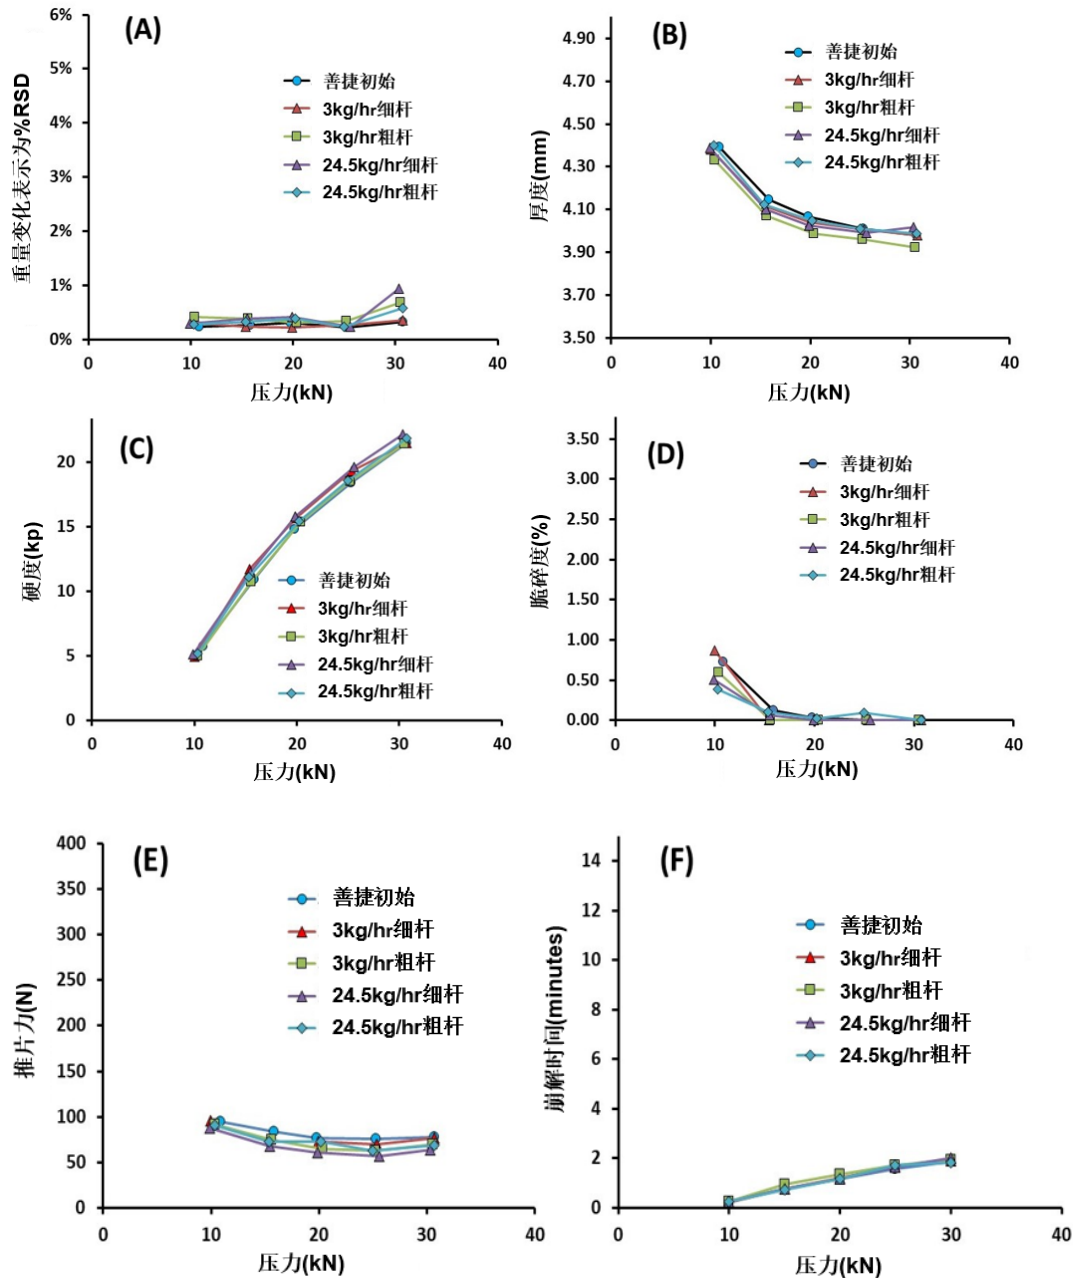 (A)
6%
5%
4%
3%
2%
1%
0%
重量变化表示为%RSD
善捷初始
3kg/hr细杆
3kg/hr粗杆
24.5kg/hr细杆
24.5kg/hr粗杆
0 10 20 30 40
压力(kN)
(B)
4.90
4.70
4.50
4.30
4.10
3.90
3.70
3.50
厚度(mm)
善捷初始
3kg/hr细杆
3kg/hr粗杆
24.5kg/hr细杆
24.5kg/hr粗杆
0 10 20 30 40
压力(kN)
(C)
20
15
10
5
0
硬度(kp)
善捷初始
3kg/hr细杆
3kg/hr粗杆
24.5kg/hr细杆
24.5kg/hr粗杆
0 10 20 30 40
压力(kN)
(D)
3.50
3.00
2.50
2.00
1.50
1.00
0.50
0.00
脆碎度(%)
善捷初始
3kg/hr细杆
3kg/hr粗杆
24.5kg/hr细杆
24.5kg/hr粗杆
0 10 20 30 40
压力(kN)
(E)
400
350
300
250
200
150
100
50
0
推片力(N)
善捷初始
3kg/hr细杆
3kg/hr粗杆
24.5kg/hr细杆
24.5kg/hr粗杆
0 10 20 30 40
压力(kN)
(F)
14
12
10
8
6
4
2
0
崩解时间(minutes)
善捷初始
3kg/hr细杆
3kg/hr粗杆
24.5kg/hr细杆
24.5kg/hr粗杆
0 10 20 30 40
压力(kN)